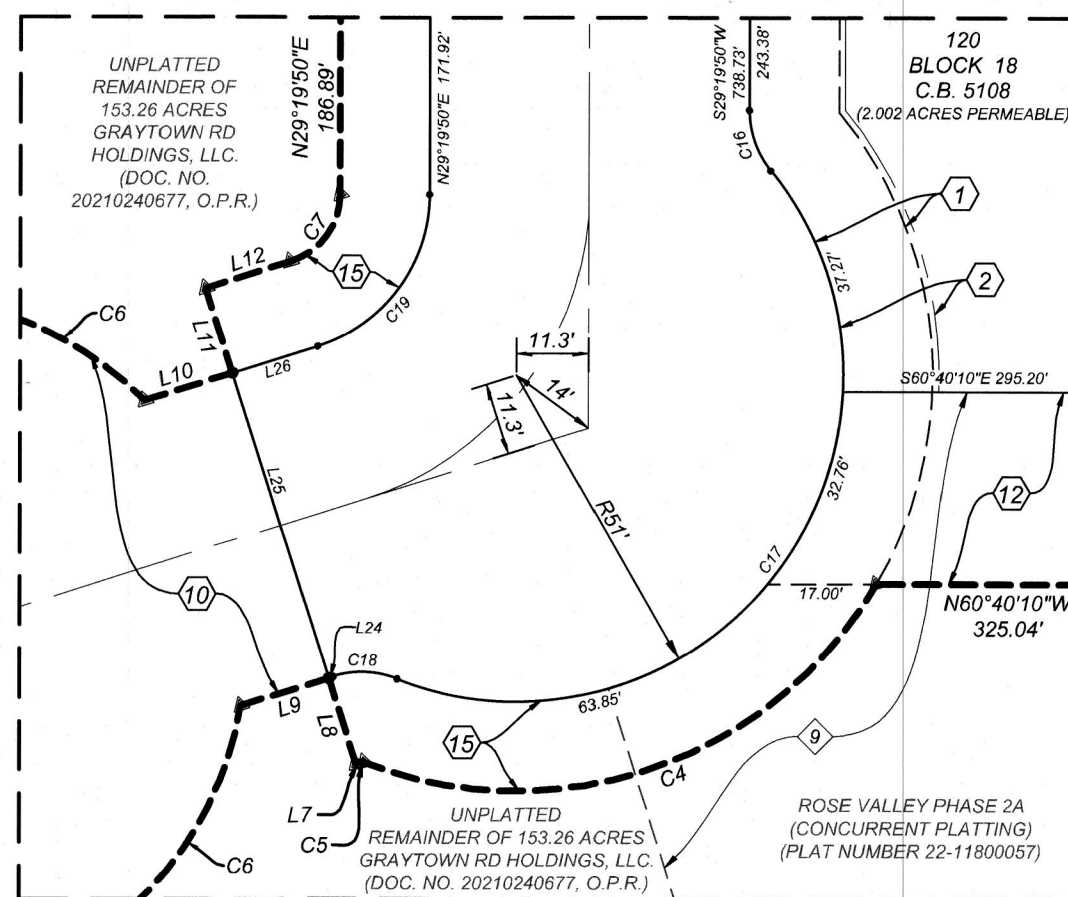 UNPLATTED
REMAINDER OF
153.26 ACRES
GRAYTOWN RD
HOLDINGS, LLC.
(DOC. NO.
20210240677, O.P.R.)
N29°19'50"E
186.89'
N29°19'50"E 171.92'
S29°19'50"W
738.73'
243.38'
120
BLOCK 18
C.B. 5108
(2.002 ACRES PERMEABLE)
C16
1
C7
L12
15
C19
37.27'
2
C6
L11
L10
L26
11.3'
14'
11.3'
S60°40'10"E 295.20'
L25
R51'
32.76'
12
C17
10
17.00'
N60°40'10"W
325.04'
L24
C18
L9
L8
63.85'
15
9
C4
L7
C5
C6
UNPLATTED
REMAINDER OF 153.26 ACRES
GRAYTOWN RD HOLDINGS, LLC.
(DOC. NO. 20210240677, O.P.R.)
ROSE VALLEY PHASE 2A
(CONCURRENT PLATTING)
(PLAT NUMBER 22-11800057)